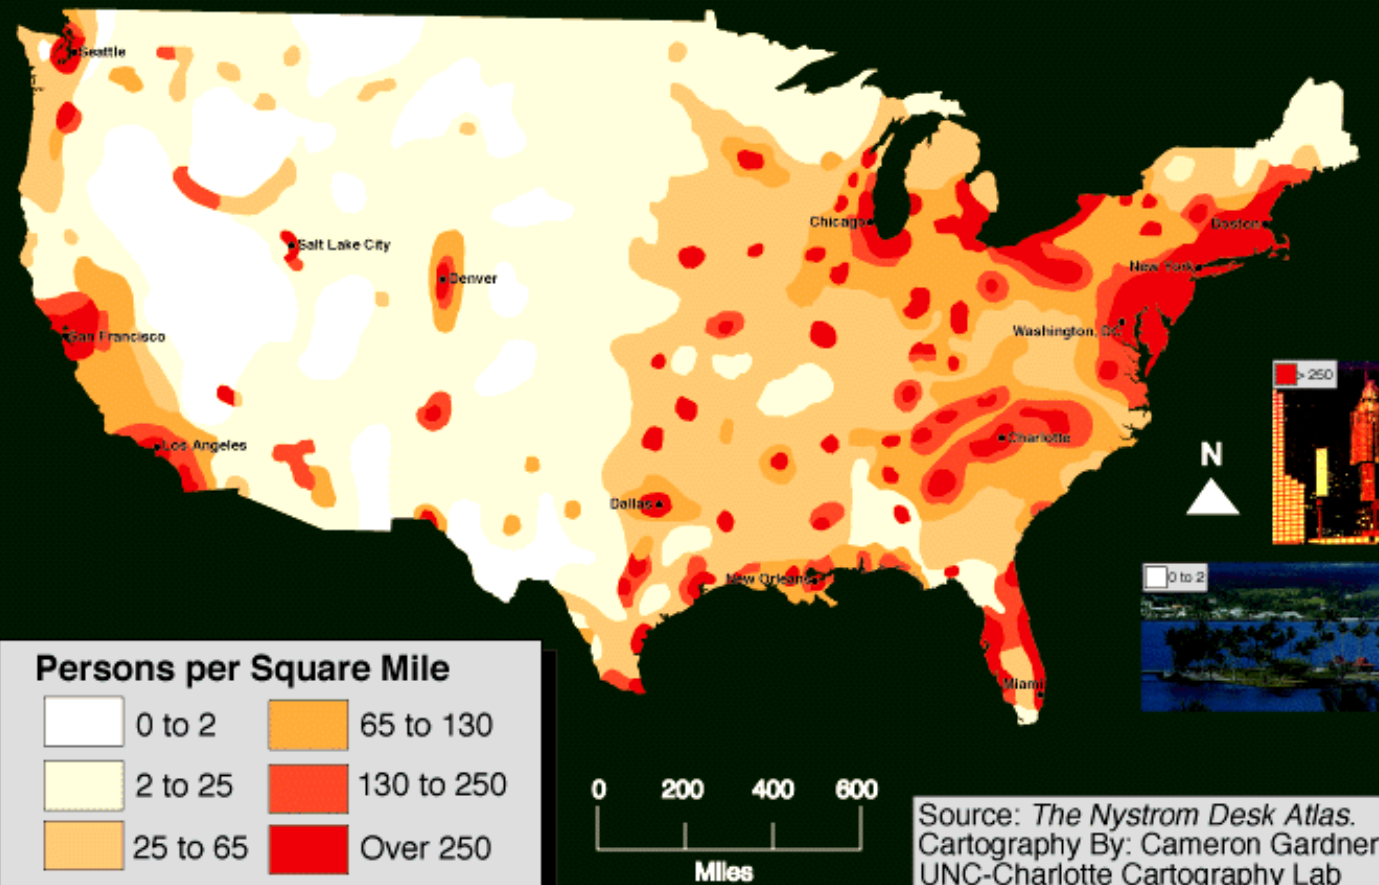 Seattle
Salt Lake City
Denver
San Francisco
Los Angeles
Dallas
New Orleans
Chicago
Charlotte
Washington, DC
New York
Boston
Miami
> 250
N
0 to 2
Persons per Square Mile
0 to 2
65 to 130
2 to 25
130 to 250
25 to 65
Over 250
0 200 400 600
Miles
Source: The Nystrom Desk Atlas.
Cartography By: Cameron Gardner
UNC-Charlotte Cartography Lab